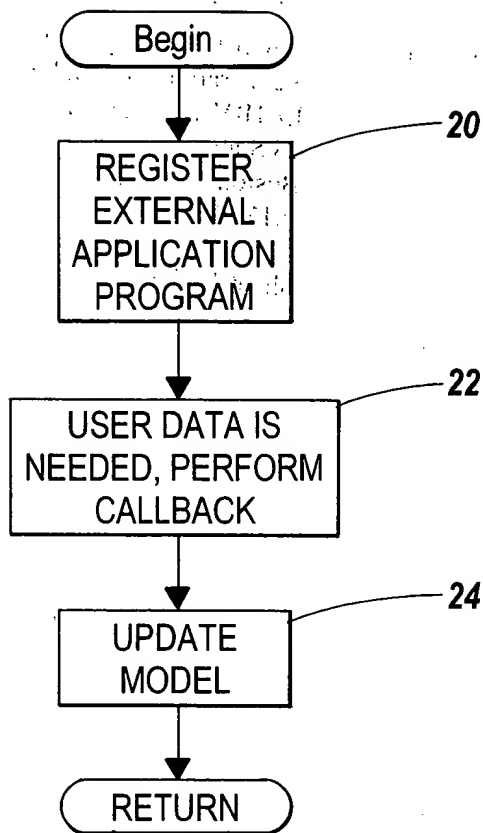 Begin
20
REGISTER
EXTERNAL
APPLICATION
PROGRAM
22
USER DATA IS
NEEDED, PERFORM
CALLBACK
24
UPDATE
MODEL
RETURN